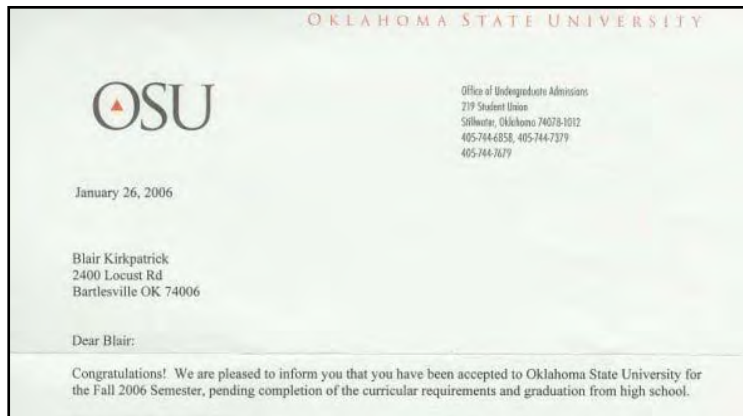 OKLAHOMA STATE UNIVERSITY
OSU
Office of Undergraduate Admissions
219 Student Union
Stillwater, Oklahoma 74078-1012
405-744-6858, 405-744-7379
405-744-7679
January 26, 2006
Blair Kirkpatrick
2400 Locust Rd
Bartlesville OK 74006
Dear Blair:
Congratulations! We are pleased to inform you that you have been accepted to Oklahoma State University for
the Fall 2006 Semester, pending completion of the curricular requirements and graduation from high school.